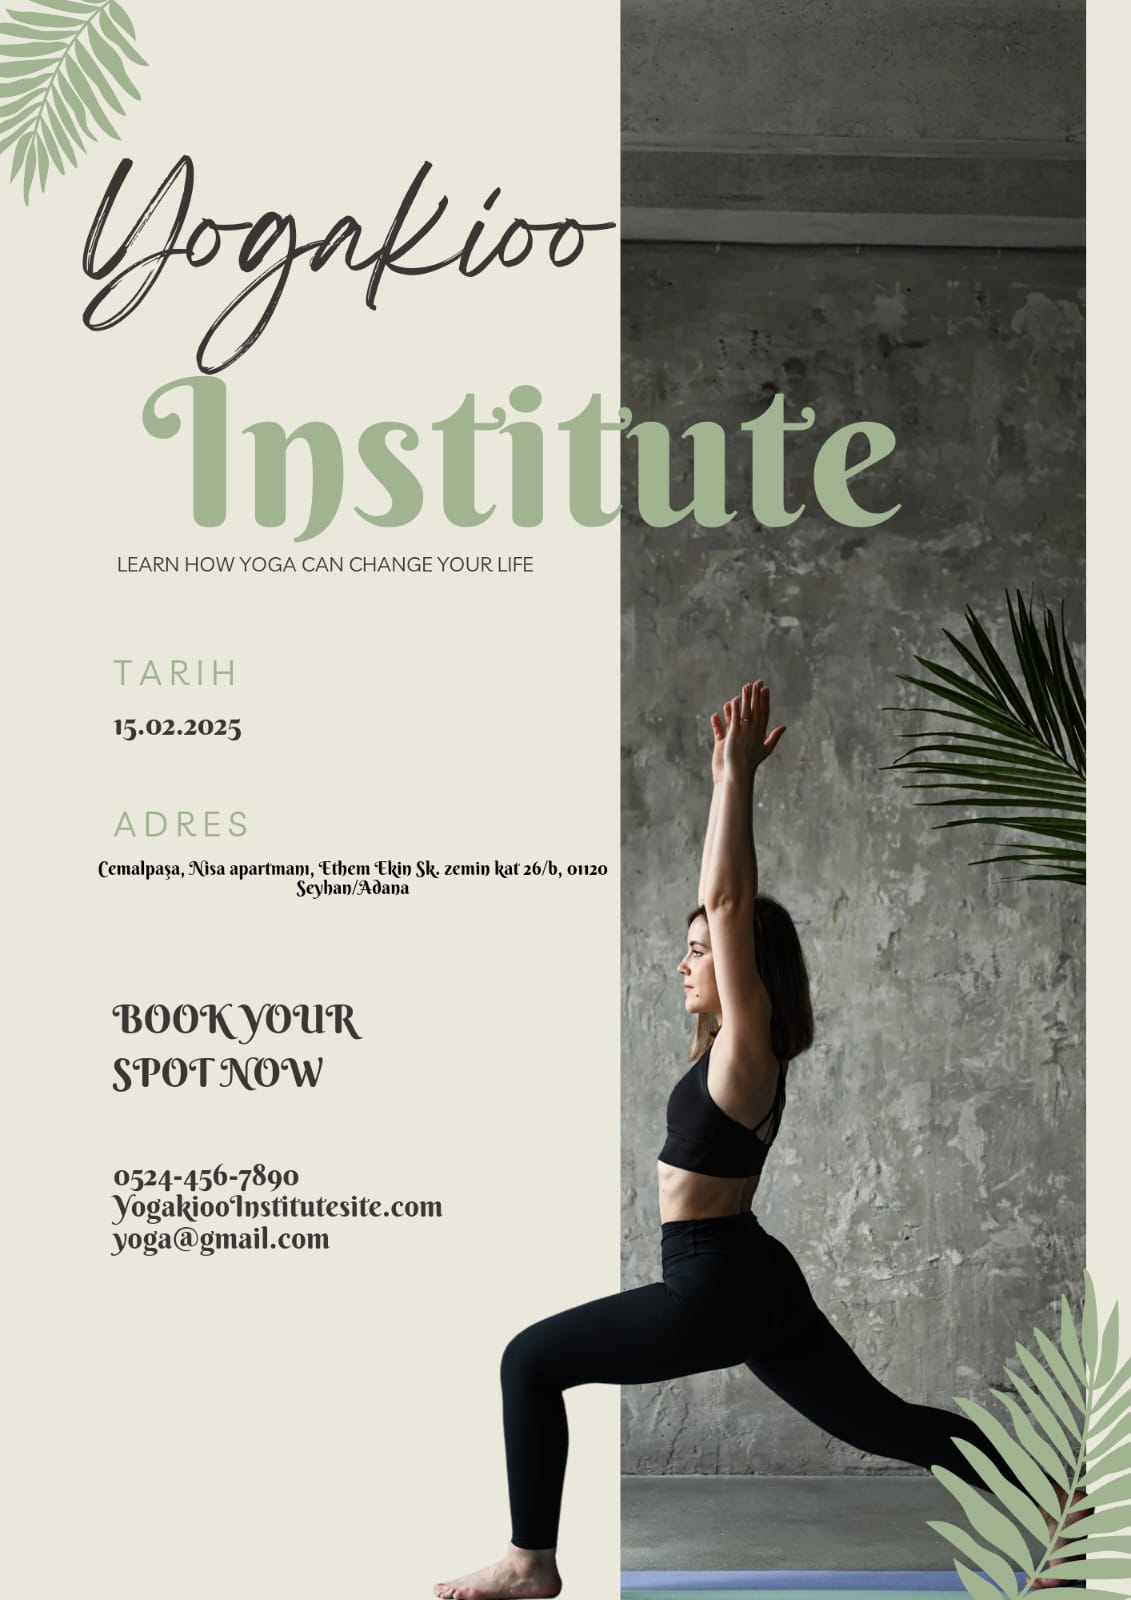 Yogakioo
Institute
LEARN HOW YOGA CAN CHANGE YOUR LIFE
TARIH
15.02.2025
ADRES
Cemalpaşa, Nisa apartmanı, Ethem Ekin Sk. zemin kat 26/b, 01120
Seyhan/Adana
BOOK YOUR
SPOT NOW
0524-456-7890
YogakiooInstitutesite.com
yoga@gmail.com